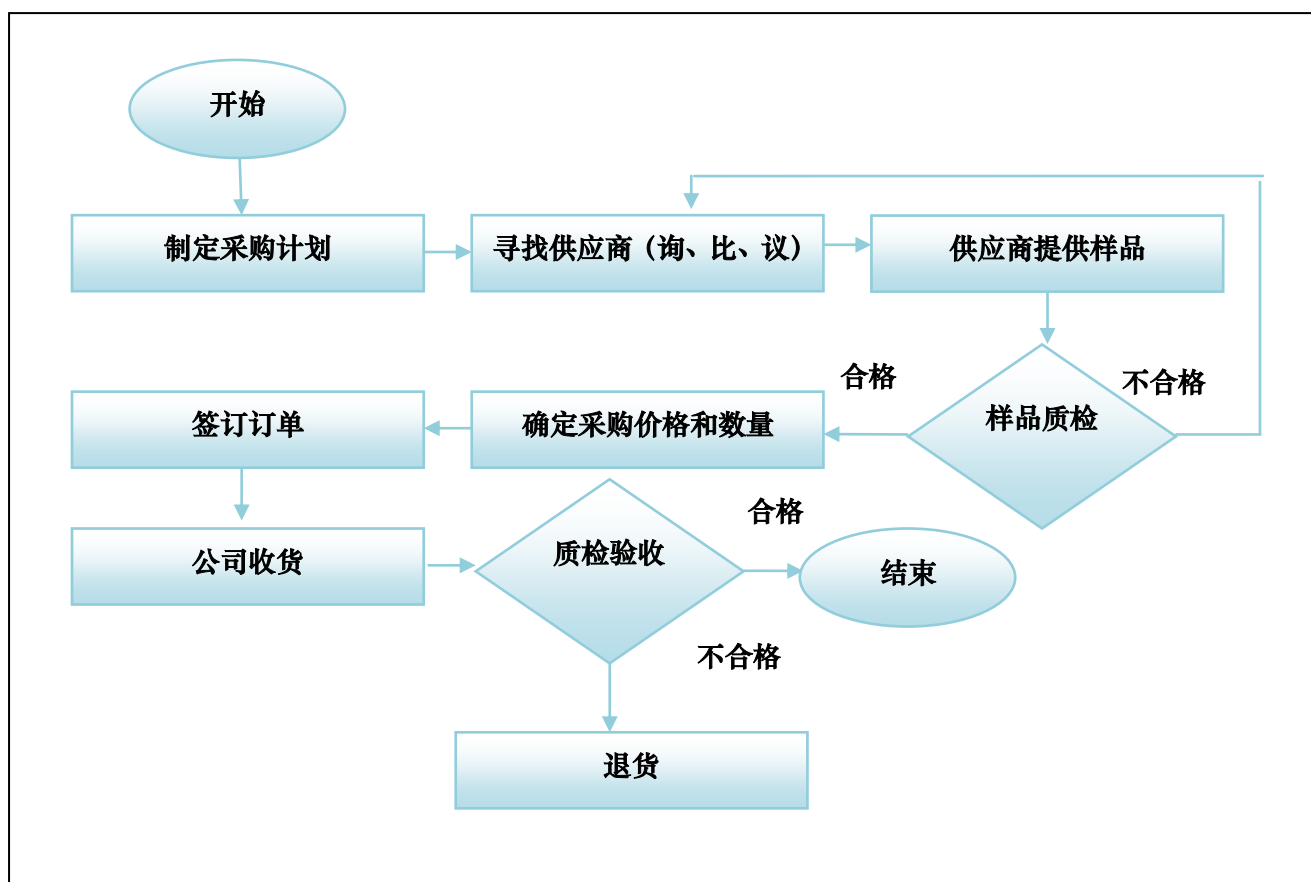 开始
制定采购计划
寻找供应商（询、比、议）
供应商提供样品
合格
不合格
样品质检
确定采购价格和数量
签订订单
公司收货
质检验收
合格
结束
不合格
退货